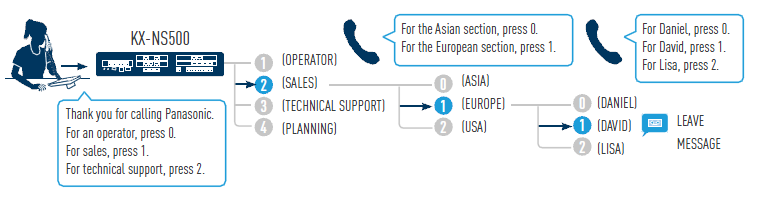 KX-NS500
Thank you for calling Panasonic.
For an operator, press 0.
For sales, press 1.
For technical support, press 2.
1 (OPERATOR)
2 (SALES)
3 (TECHNICAL SUPPORT)
4 (PLANNING)
For the Asian section, press 0.
For the European section, press 1.
0 (ASIA)
1 (EUROPE)
2 (USA)
For Daniel, press 0.
For David, press 1.
For Lisa, press 2.
0 (DANIEL)
1 (DAVID)
2 (LISA)
LEAVE
MESSAGE